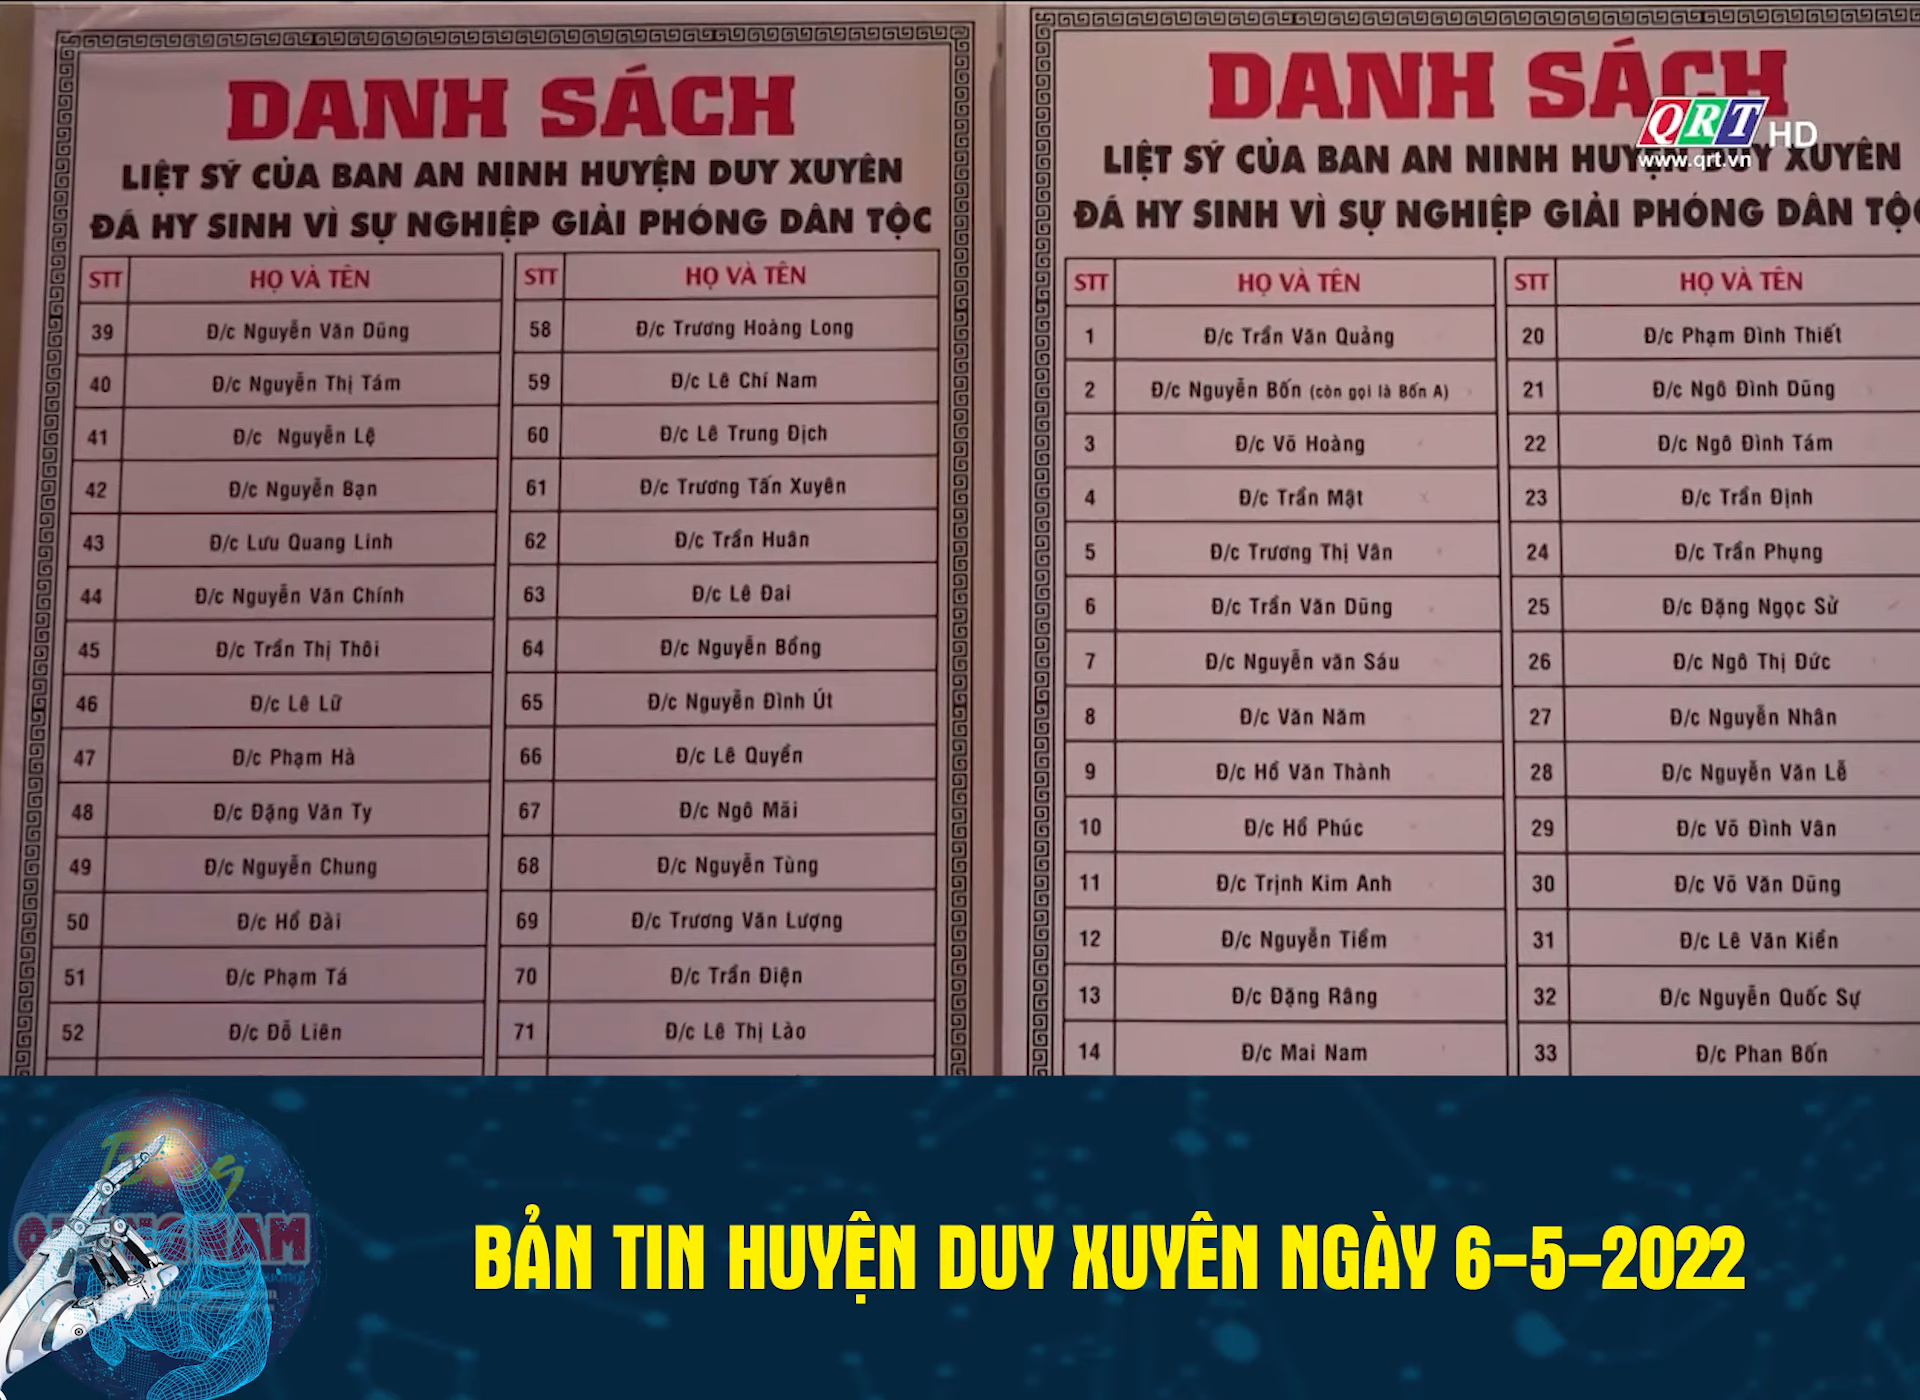 DANH SÁCH
LIỆT SỸ CỦA BAN AN NINH HUYỆN DUY XUYÊN
ĐÁ HY SINH VÌ SỰ NGHIỆP GIẢI PHÓNG DÂN TỘC
STT HỌ VÀ TÊN STT HỌ VÀ TÊN
39 Đ/c Nguyễn Văn Dũng 58 Đ/c Trương Hoàng Long
40 Đ/c Nguyễn Thị Tám 59 Đ/c Lê Chí Nam
41 Đ/c Nguyễn Lệ 60 Đ/c Lê Trung Địch
42 Đ/c Nguyễn Bạn 61 Đ/c Trương Tấn Xuyên
43 Đ/c Lưu Quang Linh 62 Đ/c Trần Huân
44 Đ/c Nguyễn Văn Chính 63 Đ/c Lê Đai
45 Đ/c Trần Thị Thôi 64 Đ/c Nguyễn Bổng
46 Đ/c Lê Lữ 65 Đ/c Nguyễn Đình Út
47 Đ/c Phạm Hà 66 Đ/c Lê Quyền
48 Đ/c Đặng Văn Ty 67 Đ/c Ngô Mãi
49 Đ/c Nguyễn Chung 68 Đ/c Nguyễn Tùng
50 Đ/c Hồ Đài 69 Đ/c Trương Văn Lượng
51 Đ/c Phạm Tá 70 Đ/c Trần Điện
52 Đ/c Đỗ Liên 71 Đ/c Lê Thị Lào
DANH SÁCH
QRT HD
www.qrt.vn
LIỆT SỸ CỦA BAN AN NINH HUYỆN DUY XUYÊN
ĐÁ HY SINH VÌ SỰ NGHIỆP GIẢI PHÓNG DÂN TỘC
STT HỌ VÀ TÊN STT HỌ VÀ TÊN
1 Đ/c Trần Văn Quảng 20 Đ/c Phạm Đình Thiết
2 Đ/c Nguyễn Bốn (còn gọi là Bốn A) 21 Đ/c Ngô Đình Dũng
3 Đ/c Võ Hoàng 22 Đ/c Ngô Đình Tám
4 Đ/c Trần Mật 23 Đ/c Trần Định
5 Đ/c Trương Thị Vân 24 Đ/c Trần Phụng
6 Đ/c Trần Văn Dũng 25 Đ/c Đặng Ngọc Sử
7 Đ/c Nguyễn văn Sáu 26 Đ/c Ngô Thị Đức
8 Đ/c Văn Năm 27 Đ/c Nguyễn Nhân
9 Đ/c Hồ Văn Thành 28 Đ/c Nguyễn Văn Lễ
10 Đ/c Hồ Phúc 29 Đ/c Võ Đình Vân
11 Đ/c Trịnh Kim Anh 30 Đ/c Võ Văn Dũng
12 Đ/c Nguyễn Tiềm 31 Đ/c Lê Văn Kiển
13 Đ/c Đặng Râng 32 Đ/c Nguyễn Quốc Sự
14 Đ/c Mai Nam 33 Đ/c Phan Bốn
BẢN TIN HUYỆN DUY XUYÊN NGÀY 6-5-2022